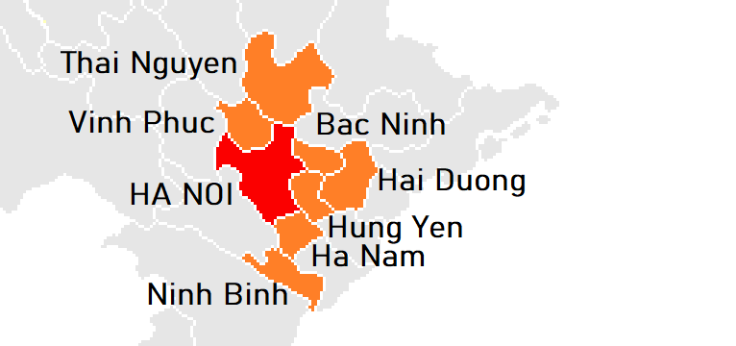 Thai Nguyen
Vinh Phuc
Bac Ninh
HA NOI
Hai Duong
Hung Yen
Ha Nam
Ninh Binh